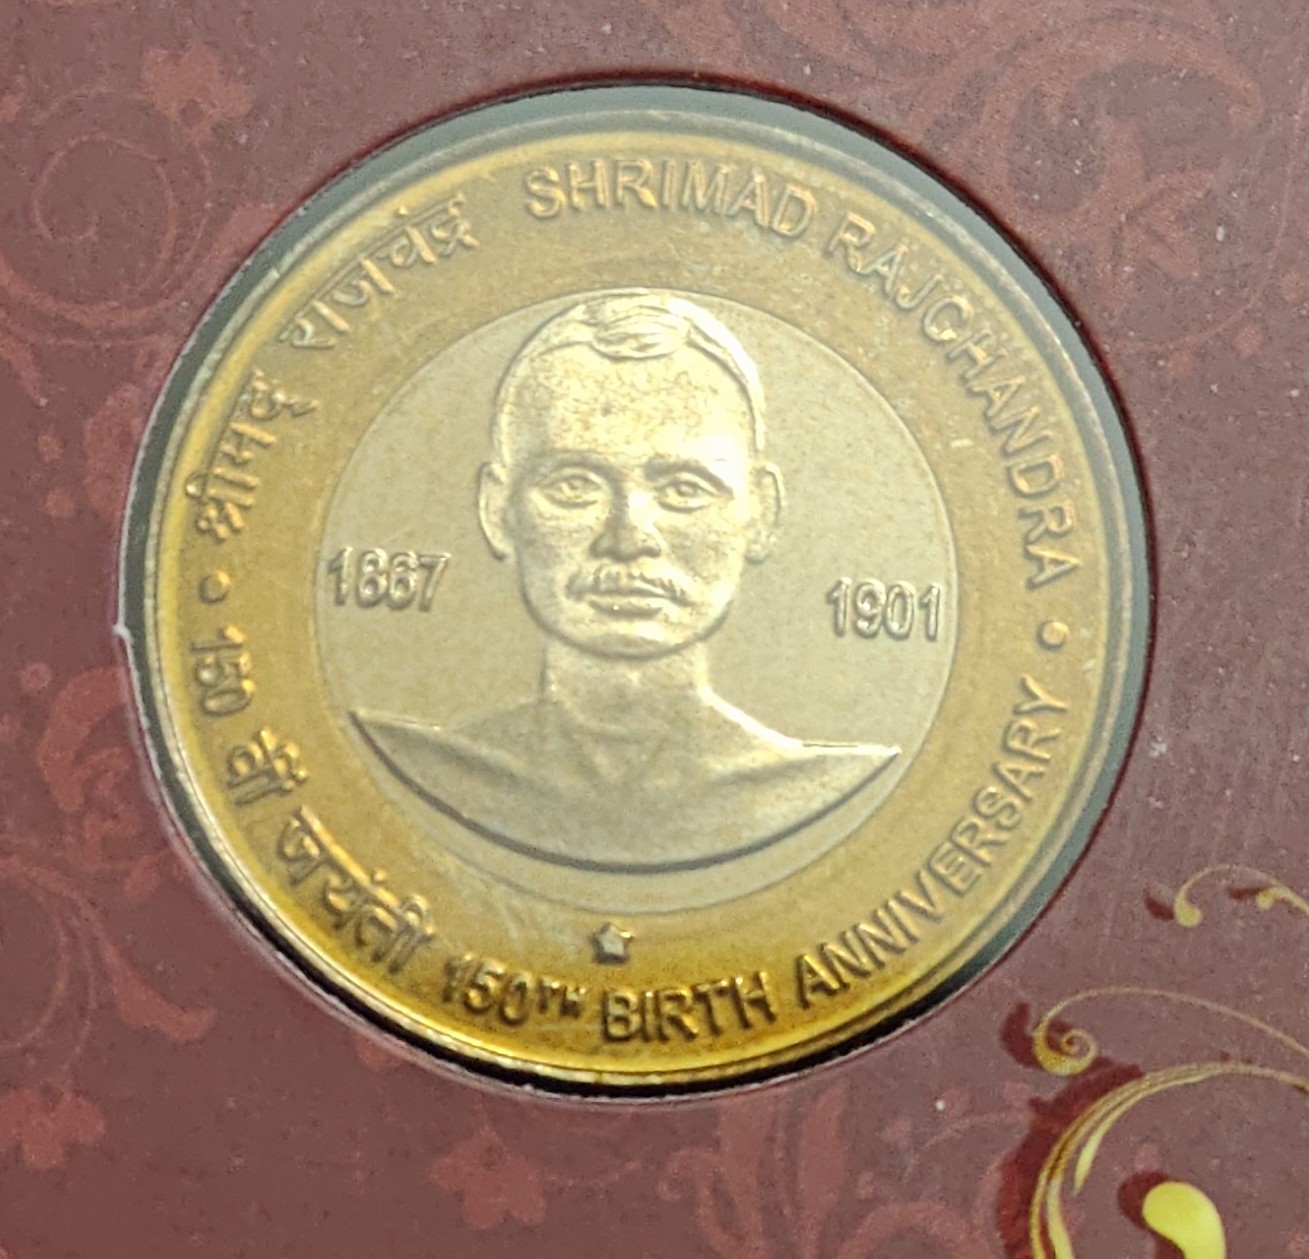 श्रीमद् राजचंद्र
SHRIMAD RAJCHANDRA
1867
1901
150 वीं जयंती
150TH BIRTH ANNIVERSARY